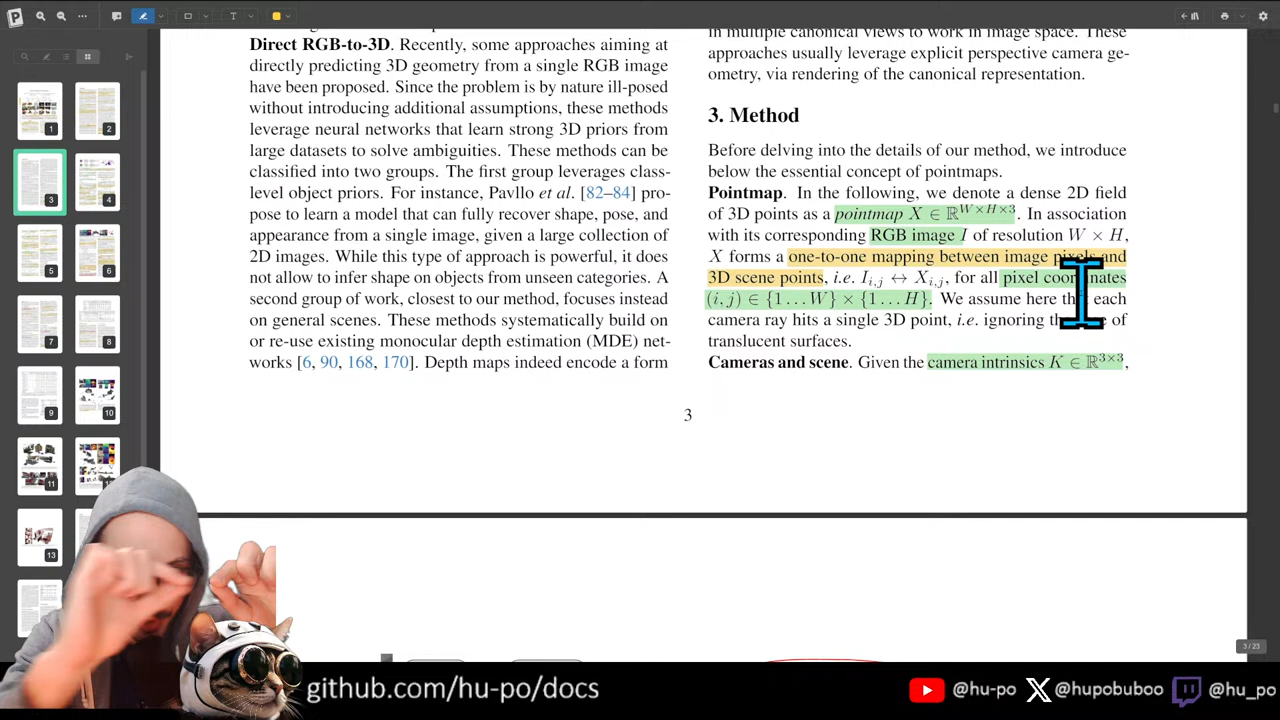 Direct RGB-to-3D. Recently, some approaches aiming at
directly predicting 3D geometry from a single RGB image
have been proposed. Since the problem is by nature ill-posed
without introducing additional assumptions, these methods
leverage neural networks that learn strong 3D priors from
large datasets to solve ambiguities. These methods can be
classified into two groups. The first group leverages class-
level object priors. For instance, Pavllo et al. [82–84] pro-
pose to learn a model that can fully recover shape, pose, and
appearance from a single image, given a large collection of
2D images. While this type of approach is powerful, it does
not allow to infer shape on objects from unseen categories. A
second group of work, closest to our method, focuses instead
on general scenes. These methods systematically build on
or re-use existing monocular depth estimation (MDE) net-
works [6, 90, 168, 170]. Depth maps indeed encode a form
in multiple canonical views to work in image space. These
approaches usually leverage explicit perspective camera ge-
ometry, via rendering of the canonical representation.
3. Method
Before delving into the details of our method, we introduce
below the essential concept of pointmaps.
Pointmap. In the following, we denote a dense 2D field
of 3D points as a pointmap X ∈ ℝ^{W×H×3}. In association
with its corresponding RGB image I of resolution W × H,
X forms a one-to-one mapping between image pixels and
3D scene points, i.e. I_{i,j} ↔ X_{i,j}, for all pixel coordinates
(i, j) ∈ {1 . . . W} × {1 . . . H}. We assume here each
camera ray hits a single 3D point, i.e. ignoring of
translucent surfaces.
Cameras and scene. Given the camera intrinsics K ∈ ℝ^{3×3},
3
1
2
3
4
5
6
7
8
9
10
11
13
3 / 23
github.com/hu-po/docs
@hu-po
@hupobuboo
@hu_po